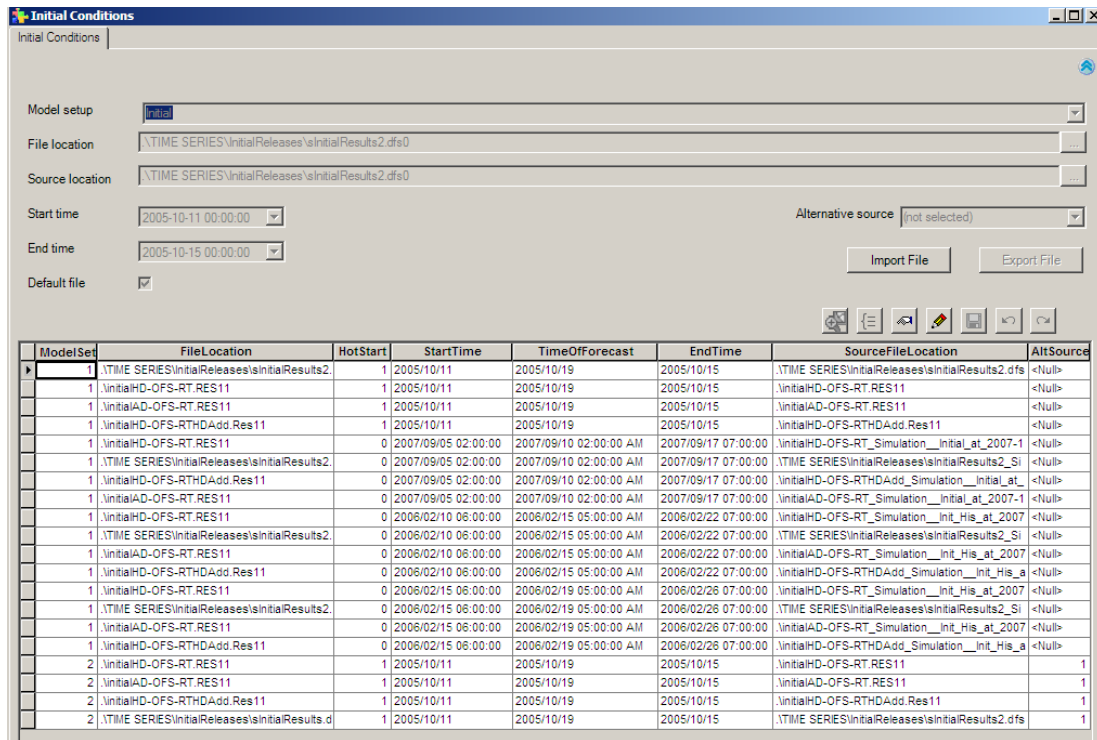 Initial Conditions
Initial Conditions
Model setup Initial
File location .\TIME SERIES\InitialReleases\sInitialResults2.dfs0 ...
Source location .\TIME SERIES\InitialReleases\sInitialResults2.dfs0 ...
Start time 2005-10-11 00:00:00 Alternative source (not selected)
End time 2005-10-15 00:00:00
Import File Export File
Default file
ModelSet FileLocation HotStart StartTime TimeOfForecast EndTime SourceFileLocation AltSource
1 .\TIME SERIES\InitialReleases\sInitialResults2. 1 2005/10/11 2005/10/19 2005/10/15 .\TIME SERIES\InitialReleases\sInitialResults2.dfs <Null>
1 .\initialHD-OFS-RT.RES11 1 2005/10/11 2005/10/19 2005/10/15 .\initialHD-OFS-RT.RES11 <Null>
1 .\initialAD-OFS-RT.RES11 1 2005/10/11 2005/10/19 2005/10/15 .\initialAD-OFS-RT.RES11 <Null>
1 .\initialHD-OFS-RTHDAdd.Res11 1 2005/10/11 2005/10/19 2005/10/15 .\initialHD-OFS-RTHDAdd.Res11 <Null>
1 .\initialHD-OFS-RT.RES11 0 2007/09/05 02:00:00 2007/09/10 02:00:00 AM 2007/09/17 07:00:00 .\initialHD-OFS-RT_Simulation__Initial_at_2007-1 <Null>
1 .\TIME SERIES\InitialReleases\sInitialResults2. 0 2007/09/05 02:00:00 2007/09/10 02:00:00 AM 2007/09/17 07:00:00 .\TIME SERIES\InitialReleases\sInitialResults2_Si <Null>
1 .\initialHD-OFS-RTHDAdd.Res11 0 2007/09/05 02:00:00 2007/09/10 02:00:00 AM 2007/09/17 07:00:00 .\initialHD-OFS-RTHDAdd_Simulation__Initial_at_ <Null>
1 .\initialAD-OFS-RT.RES11 0 2007/09/05 02:00:00 2007/09/10 02:00:00 AM 2007/09/17 07:00:00 .\initialAD-OFS-RT_Simulation__Initial_at_2007-1 <Null>
1 .\initialHD-OFS-RT.RES11 0 2006/02/10 06:00:00 2006/02/15 05:00:00 AM 2006/02/22 07:00:00 .\initialHD-OFS-RT_Simulation__Init_His_at_2007 <Null>
1 .\TIME SERIES\InitialReleases\sInitialResults2. 0 2006/02/10 06:00:00 2006/02/15 05:00:00 AM 2006/02/22 07:00:00 .\TIME SERIES\InitialReleases\sInitialResults2_Si <Null>
1 .\initialAD-OFS-RT.RES11 0 2006/02/10 06:00:00 2006/02/15 05:00:00 AM 2006/02/22 07:00:00 .\initialAD-OFS-RT_Simulation__Init_His_at_2007 <Null>
1 .\initialHD-OFS-RTHDAdd.Res11 0 2006/02/10 06:00:00 2006/02/15 05:00:00 AM 2006/02/22 07:00:00 .\initialHD-OFS-RTHDAdd_Simulation__Init_His_a <Null>
1 .\initialHD-OFS-RT.RES11 0 2006/02/15 06:00:00 2006/02/19 05:00:00 AM 2006/02/26 07:00:00 .\initialHD-OFS-RT_Simulation__Init_His_at_2007 <Null>
1 .\TIME SERIES\InitialReleases\sInitialResults2. 0 2006/02/15 06:00:00 2006/02/19 05:00:00 AM 2006/02/26 07:00:00 .\TIME SERIES\InitialReleases\sInitialResults2_Si <Null>
1 .\initialAD-OFS-RT.RES11 0 2006/02/15 06:00:00 2006/02/19 05:00:00 AM 2006/02/26 07:00:00 .\initialAD-OFS-RT_Simulation__Init_His_at_2007 <Null>
1 .\initialHD-OFS-RTHDAdd.Res11 0 2006/02/15 06:00:00 2006/02/19 05:00:00 AM 2006/02/26 07:00:00 .\initialHD-OFS-RTHDAdd_Simulation__Init_His_a <Null>
2 .\initialHD-OFS-RT.RES11 1 2005/10/11 2005/10/19 2005/10/15 .\initialHD-OFS-RT.RES11 1
2 .\initialAD-OFS-RT.RES11 1 2005/10/11 2005/10/19 2005/10/15 .\initialAD-OFS-RT.RES11 1
2 .\initialHD-OFS-RTHDAdd.Res11 1 2005/10/11 2005/10/19 2005/10/15 .\initialHD-OFS-RTHDAdd.Res11 1
2 .\TIME SERIES\InitialReleases\sInitialResults.d 1 2005/10/11 2005/10/19 2005/10/15 .\TIME SERIES\InitialReleases\sInitialResults2.dfs 1